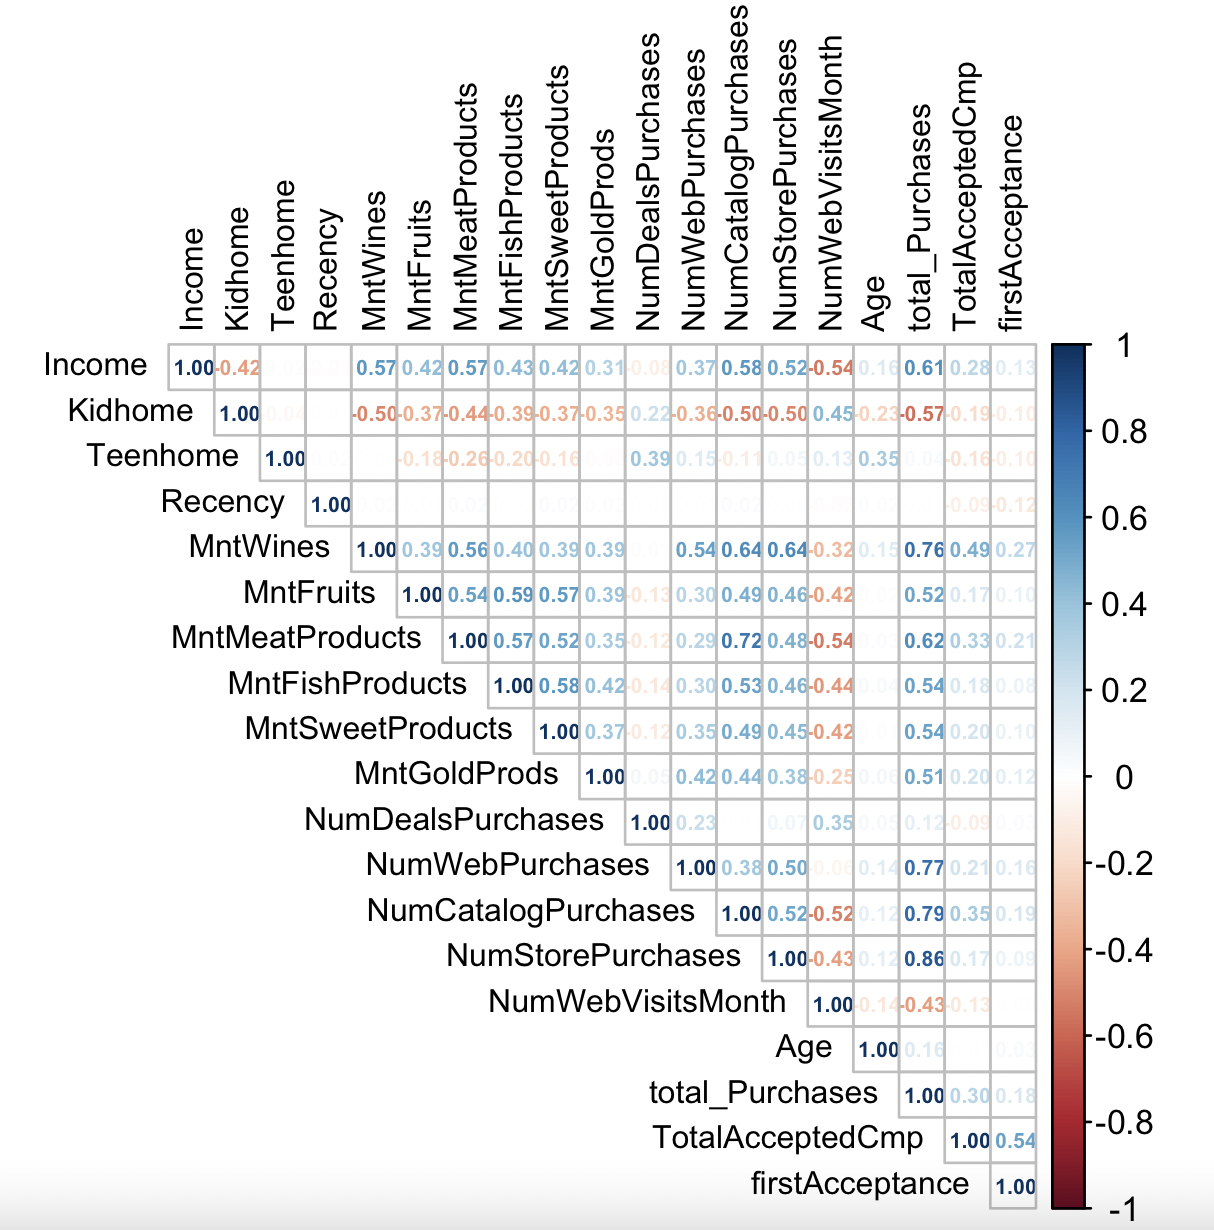 Income
Kidhome
Teenhome
Recency
MntWines
MntFruits
MntMeatProducts
MntFishProducts
MntSweetProducts
MntGoldProds
NumDealsPurchases
NumWebPurchases
NumCatalogPurchases
NumStorePurchases
NumWebVisitsMonth
Age
total_Purchases
TotalAcceptedCmp
firstAcceptance
Income 1.00 -0.42 0.57 0.42 0.57 0.43 0.42 0.31 -0.08 0.37 0.58 0.52 -0.54 0.16 0.61 0.28 0.13
Kidhome 1.00 -0.50 -0.37 -0.44 -0.39 -0.37 -0.35 0.22 -0.36 -0.50 -0.50 0.45 -0.23 -0.57 -0.19 -0.10
Teenhome 1.00 -0.18 -0.26 -0.20 -0.16 0.39 0.15 -0.11 0.05 0.13 0.35 0.04 -0.16 -0.10
Recency 1.00 -0.09 -0.12
MntWines 1.00 0.39 0.56 0.40 0.39 0.39 0.54 0.64 0.64 -0.32 0.15 0.76 0.49 0.27
MntFruits 1.00 0.54 0.59 0.57 0.39 -0.13 0.30 0.49 0.46 -0.42 0.52 0.17 0.10
MntMeatProducts 1.00 0.57 0.52 0.35 -0.12 0.29 0.72 0.48 -0.54 0.62 0.33 0.21
MntFishProducts 1.00 0.58 0.42 -0.14 0.30 0.53 0.46 -0.44 0.04 0.54 0.18 0.08
MntSweetProducts 1.00 0.37 -0.12 0.35 0.49 0.45 -0.42 0.54 0.20 0.10
MntGoldProds 1.00 0.05 0.42 0.44 0.38 -0.25 0.06 0.51 0.20 0.12
NumDealsPurchases 1.00 0.23 0.07 0.35 0.05 0.12 -0.09
NumWebPurchases 1.00 0.38 0.50 -0.06 0.14 0.77 0.21 0.16
NumCatalogPurchases 1.00 0.52 -0.52 0.12 0.79 0.35 0.19
NumStorePurchases 1.00 -0.43 0.12 0.86 0.17 0.09
NumWebVisitsMonth 1.00 -0.14 -0.43 -0.13
Age 1.00 0.16
total_Purchases 1.00 0.30 0.18
TotalAcceptedCmp 1.00 0.54
firstAcceptance 1.00
1
0.8
0.6
0.4
0.2
0
-0.2
-0.4
-0.6
-0.8
-1